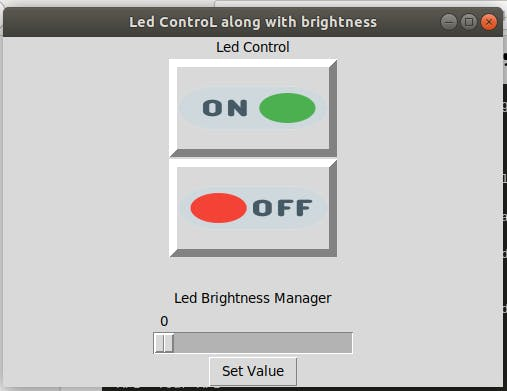 Led ControL along with brightness
Led Control
ON
OFF
Led Brightness Manager
0
Set Value